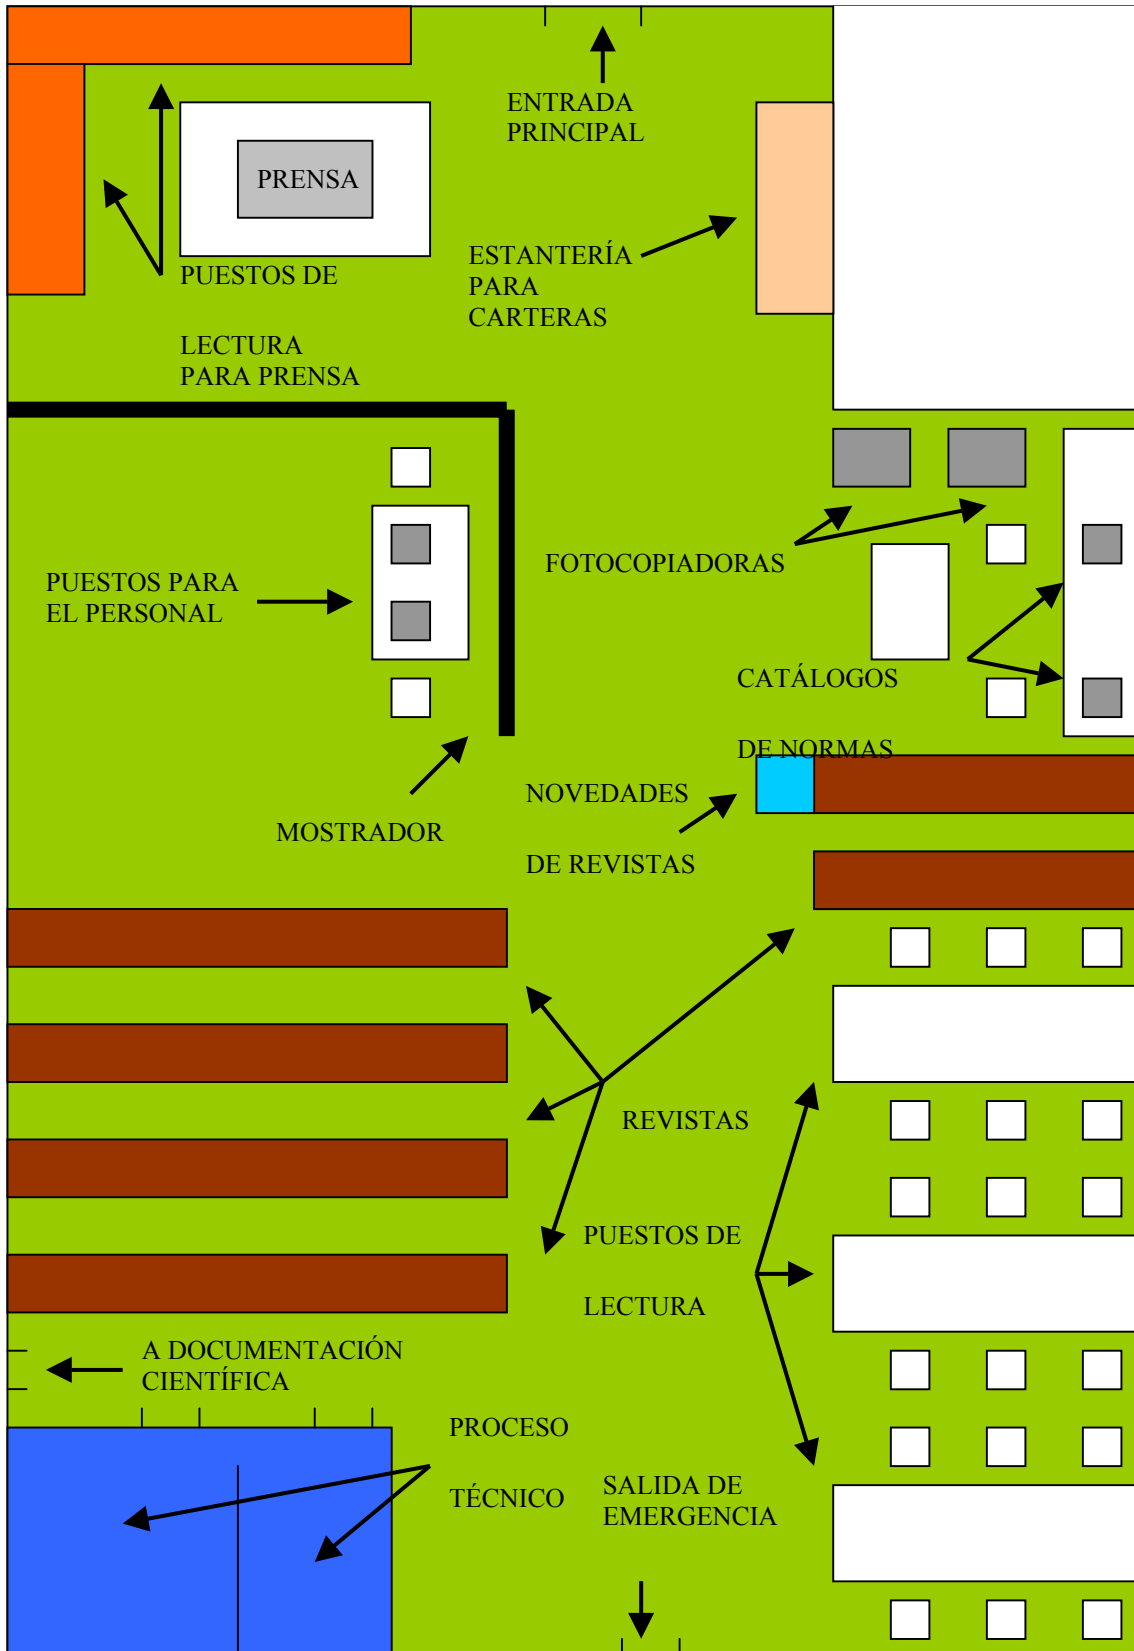 ENTRADA
PRINCIPAL
PRENSA
ESTANTERÍA
PARA
CARTERAS
PUESTOS DE
LECTURA
PARA PRENSA
FOTOCOPIADORAS
PUESTOS PARA
EL PERSONAL
CATÁLOGOS
DE NORMAS
NOVEDADES
DE REVISTAS
MOSTRADOR
REVISTAS
PUESTOS DE
LECTURA
A DOCUMENTACIÓN
CIENTÍFICA
PROCESO
TÉCNICO
SALIDA DE
EMERGENCIA